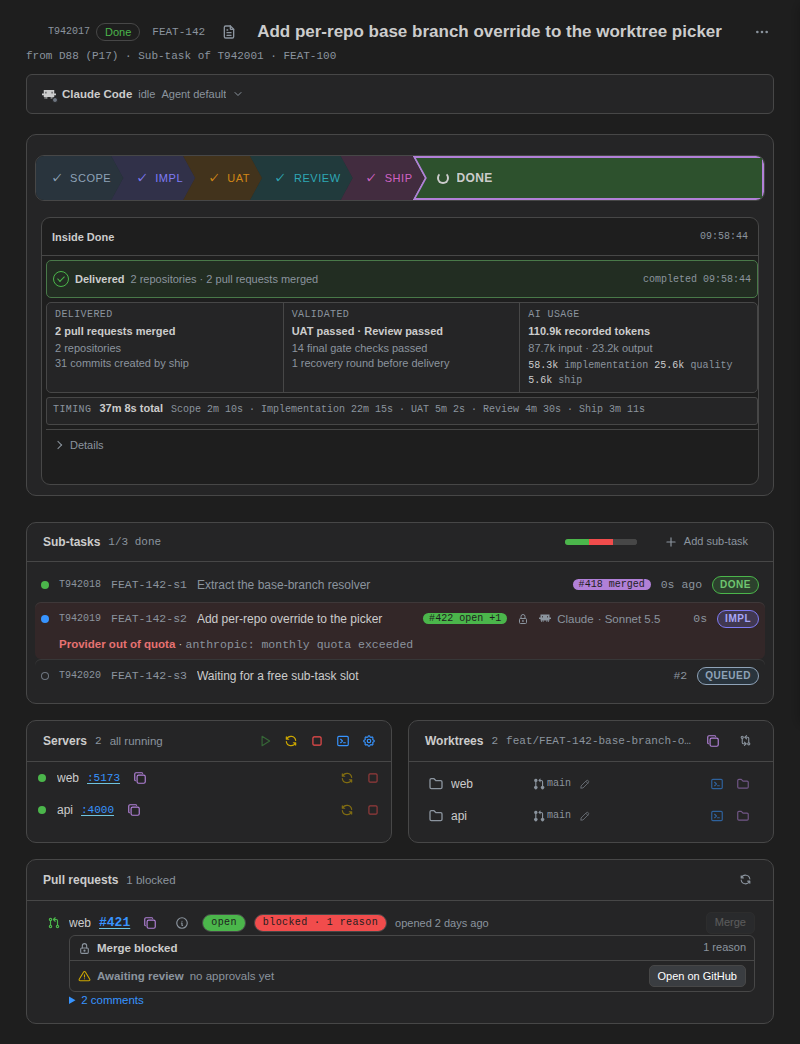 T942017 Done FEAT-142 Add per-repo base branch override to the worktree picker ···
from D88 (P17) · Sub-task of T942001 · FEAT-100
Claude Code idle Agent default
SCOPE IMPL UAT REVIEW SHIP DONE
Inside Done 09:58:44
Delivered 2 repositories · 2 pull requests merged completed 09:58:44
DELIVERED VALIDATED AI USAGE
2 pull requests merged UAT passed · Review passed 110.9k recorded tokens
2 repositories 14 final gate checks passed 87.7k input · 23.2k output
31 commits created by ship 1 recovery round before delivery 58.3k implementation 25.6k quality
5.6k ship
TIMING 37m 8s total Scope 2m 10s · Implementation 22m 15s · UAT 5m 2s · Review 4m 30s · Ship 3m 11s
Details
Sub-tasks 1/3 done Add sub-task
T942018 FEAT-142-s1 Extract the base-branch resolver #418 merged 0s ago DONE
T942019 FEAT-142-s2 Add per-repo override to the picker #422 open +1 Claude · Sonnet 5.5 0s IMPL
Provider out of quota · anthropic: monthly quota exceeded
T942020 FEAT-142-s3 Waiting for a free sub-task slot #2 QUEUED
Servers 2 all running
web :5173
api :4000
Worktrees 2 feat/FEAT-142-base-branch-o…
web main
api main
Pull requests 1 blocked
web #421 open blocked · 1 reason opened 2 days ago Merge
Merge blocked 1 reason
Awaiting review no approvals yet Open on GitHub
2 comments